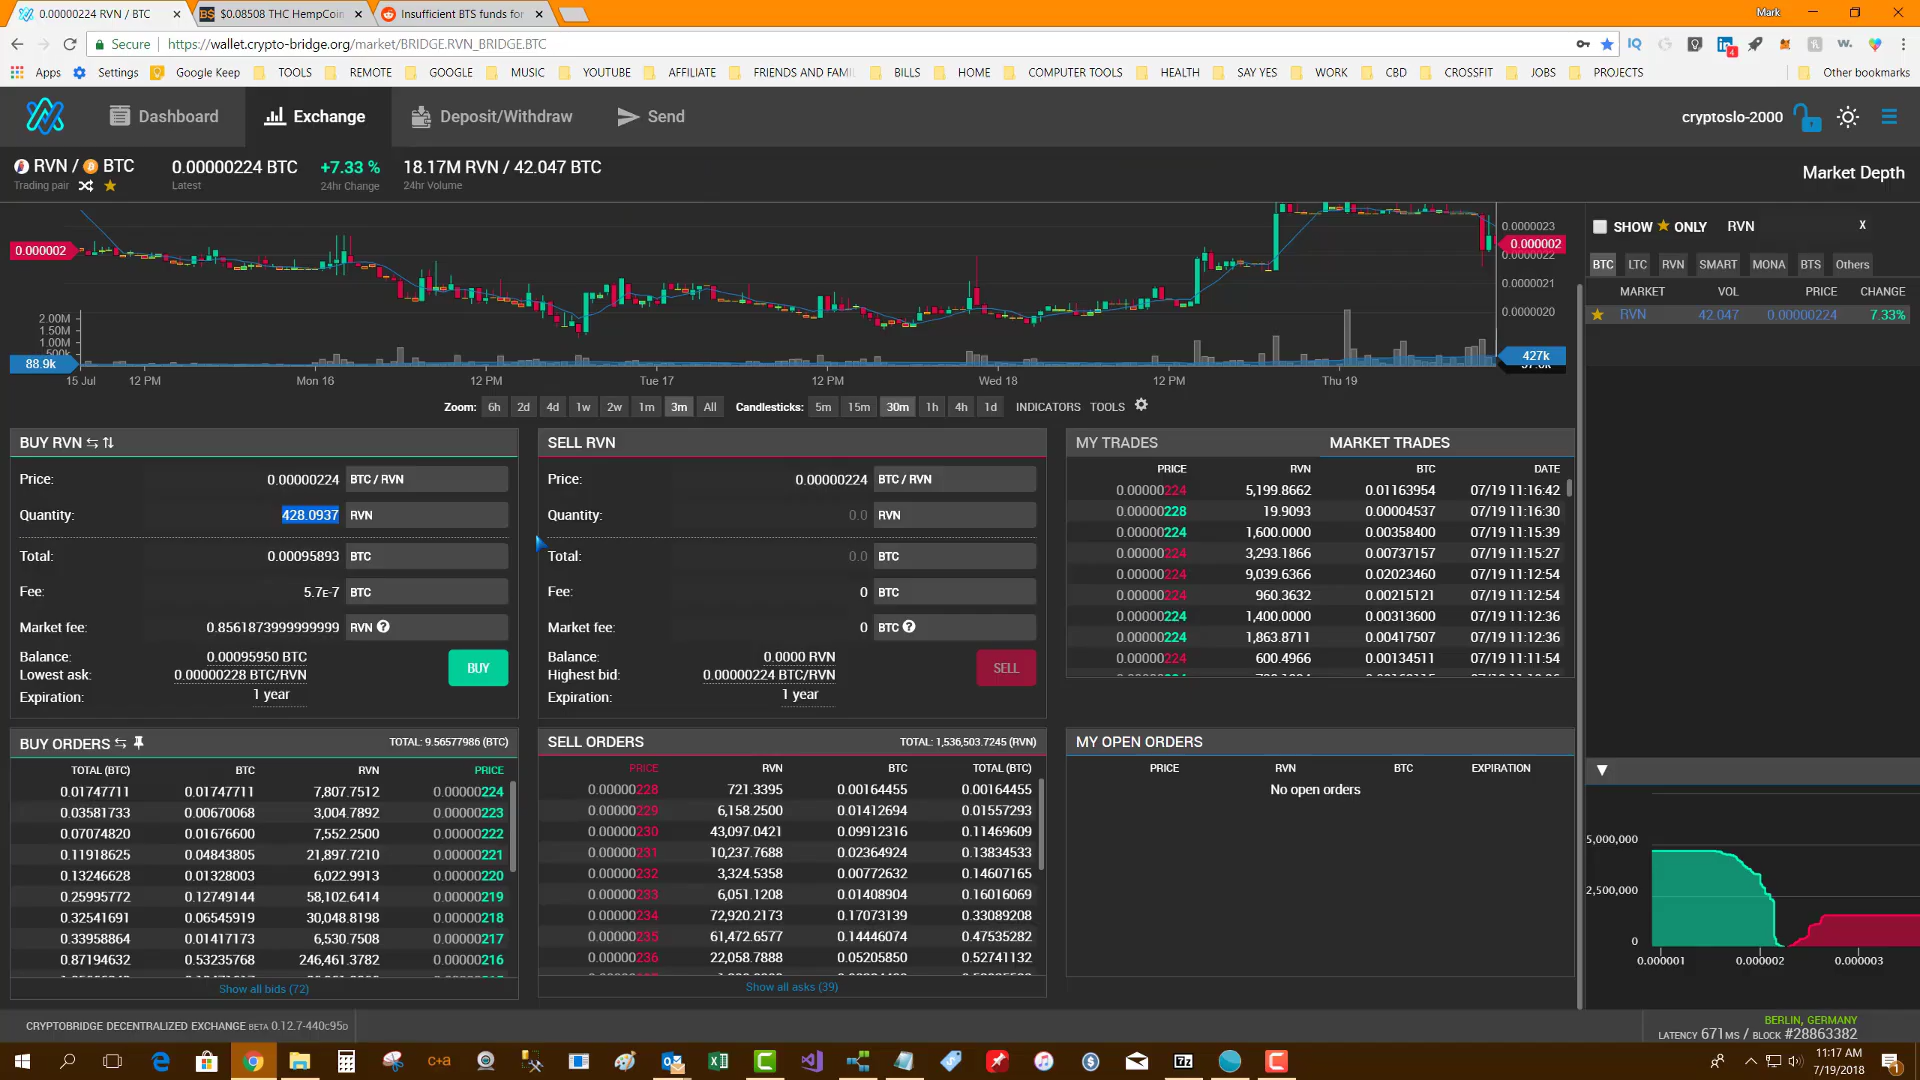 0.00000224 RVN / BTC
$0.08508 THC HempCoin
Insufficient BTS funds for
Mark
Secure https://wallet.crypto-bridge.org/market/BRIDGE.RVN_BRIDGE.BTC
Apps Settings Google Keep TOOLS REMOTE GOOGLE MUSIC YOUTUBE AFFILIATE FRIENDS AND FAMI BILLS HOME COMPUTER TOOLS HEALTH SAY YES WORK CBD CROSSFIT JOBS PROJECTS Other bookmarks
Dashboard Exchange Deposit/Withdraw Send cryptoslo-2000
RVN / BTC 0.00000224 BTC +7.33 % 18.17M RVN / 42.047 BTC Market Depth
Trading pair Latest 24hr Change 24hr Volume
0.000002
0.0000023
0.000002
0.0000022
0.0000021
0.0000020
2.00M
1.50M
1.00M
500k
88.9k
427k
15 Jul 12 PM Mon 16 12 PM Tue 17 12 PM Wed 18 12 PM Thu 19
Zoom: 6h 2d 4d 1w 2w 1m 3m All Candlesticks: 5m 15m 30m 1h 4h 1d INDICATORS TOOLS
SHOW ★ ONLY RVN X
BTC LTC RVN SMART MONA BTS Others
MARKET VOL PRICE CHANGE
RVN 42.047 0.00000224 7.33%
BUY RVN
Price: 0.00000224 BTC / RVN
Quantity: 428.0937 RVN
Total: 0.00095893 BTC
Fee: 5.7E-7 BTC
Market fee: 0.8561873999999999 RVN ?
Balance: 0.00095950 BTC
Lowest ask: 0.00000228 BTC/RVN
Expiration: 1 year
BUY
SELL RVN
Price: 0.00000224 BTC / RVN
Quantity: 0.0 RVN
Total: 0.0 BTC
Fee: 0 BTC
Market fee: 0 BTC ?
Balance: 0.0000 RVN
Highest bid: 0.00000224 BTC/RVN
Expiration: 1 year
SELL
MY TRADES MARKET TRADES
PRICE RVN BTC DATE
0.00000224 5,199.8662 0.01163954 07/19 11:16:42
0.00000228 19.9093 0.00004537 07/19 11:16:30
0.00000224 1,600.0000 0.00358400 07/19 11:15:39
0.00000224 3,293.1866 0.00737157 07/19 11:15:27
0.00000224 9,039.6366 0.02023460 07/19 11:12:54
0.00000224 960.3632 0.00215121 07/19 11:12:54
0.00000224 1,400.0000 0.00313600 07/19 11:12:36
0.00000224 1,863.8711 0.00417507 07/19 11:12:36
0.00000224 600.4966 0.00134511 07/19 11:11:54
BUY ORDERS TOTAL: 9.56577986 (BTC)
TOTAL (BTC) BTC RVN PRICE
0.01747711 0.01747711 7,807.7512 0.00000224
0.03581733 0.00670068 3,004.7892 0.00000223
0.07074820 0.01676600 7,552.2500 0.00000222
0.11918625 0.04843805 21,897.7210 0.00000221
0.13246628 0.01328003 6,022.9913 0.00000220
0.25995772 0.12749144 58,102.6414 0.00000219
0.32541691 0.06545919 30,048.8198 0.00000218
0.33958864 0.01417173 6,530.7508 0.00000217
0.87194632 0.53235768 246,461.3782 0.00000216
Show all bids (72)
SELL ORDERS TOTAL: 1,536,503.7245 (RVN)
PRICE RVN BTC TOTAL (BTC)
0.00000228 721.3395 0.00164455 0.00164455
0.00000229 6,158.2500 0.01412694 0.01557293
0.00000230 43,097.0421 0.09912316 0.11469609
0.00000231 10,237.7688 0.02364924 0.13834533
0.00000232 3,324.5358 0.00772632 0.14607165
0.00000233 6,051.1208 0.01408904 0.16016069
0.00000234 72,920.2173 0.17073139 0.33089208
0.00000235 61,472.6577 0.14446074 0.47535282
0.00000236 22,058.7888 0.05205850 0.52741132
Show all asks (39)
MY OPEN ORDERS
PRICE RVN BTC EXPIRATION
No open orders
5,000,000
2,500,000
0
0.000001 0.000002 0.000003
CRYPTOBRIDGE DECENTRALIZED EXCHANGE BETA 0.12.7-440c95D
BERLIN, GERMANY
LATENCY 671MS / BLOCK #28863382
11:17 AM
7/19/2018